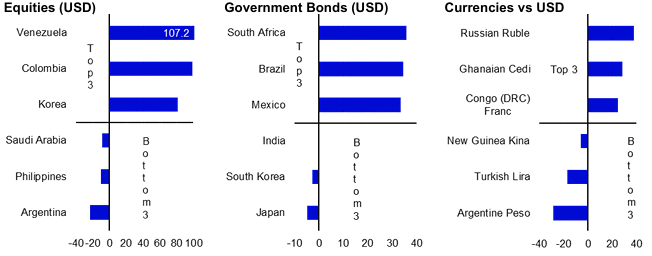 Equities (USD)
Venezuela
107.2
Colombia
Korea
Top 3
Saudi Arabia
Philippines
Argentina
Bottom 3
-40 -20 0 20 40 60 80 100
Government Bonds (USD)
South Africa
Brazil
Mexico
Top 3
India
South Korea
Japan
Bottom 3
-10 0 10 20 30 40
Currencies vs USD
Russian Ruble
Ghanaian Cedi
Top 3
Congo (DRC)
Franc
New Guinea Kina
Turkish Lira
Argentine Peso
Bottom 3
-40 -20 0 20 40